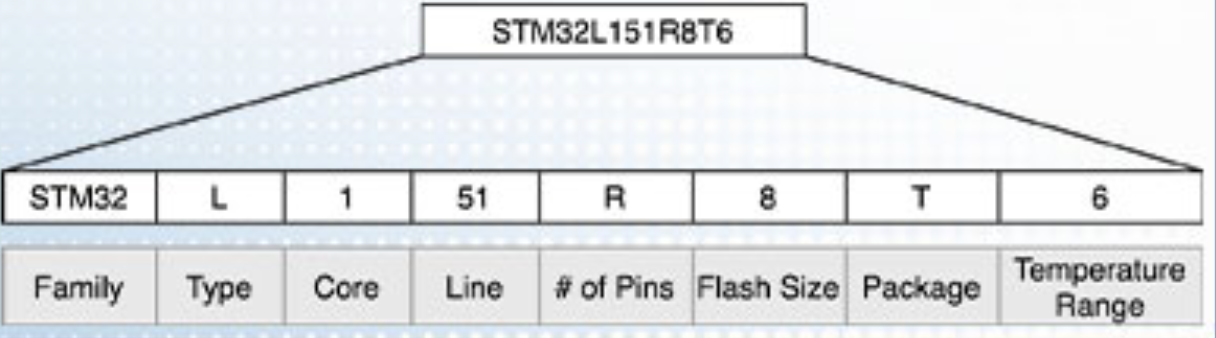 STM32L151R8T6
STM32 L 1 51 R 8 T 6
Family Type Core Line # of Pins Flash Size Package Temperature Range